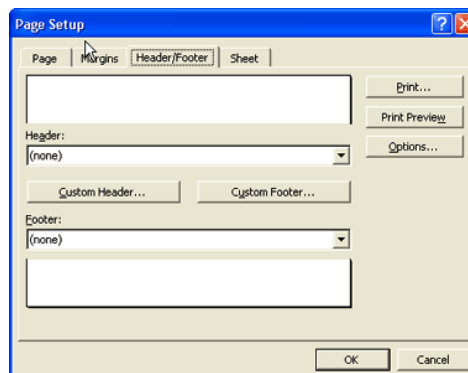 Page Setup
Page Margins Header/Footer Sheet
Print...
Print Preview
Header:
(none)
Options...
Custom Header... Custom Footer...
Footer:
(none)
OK Cancel